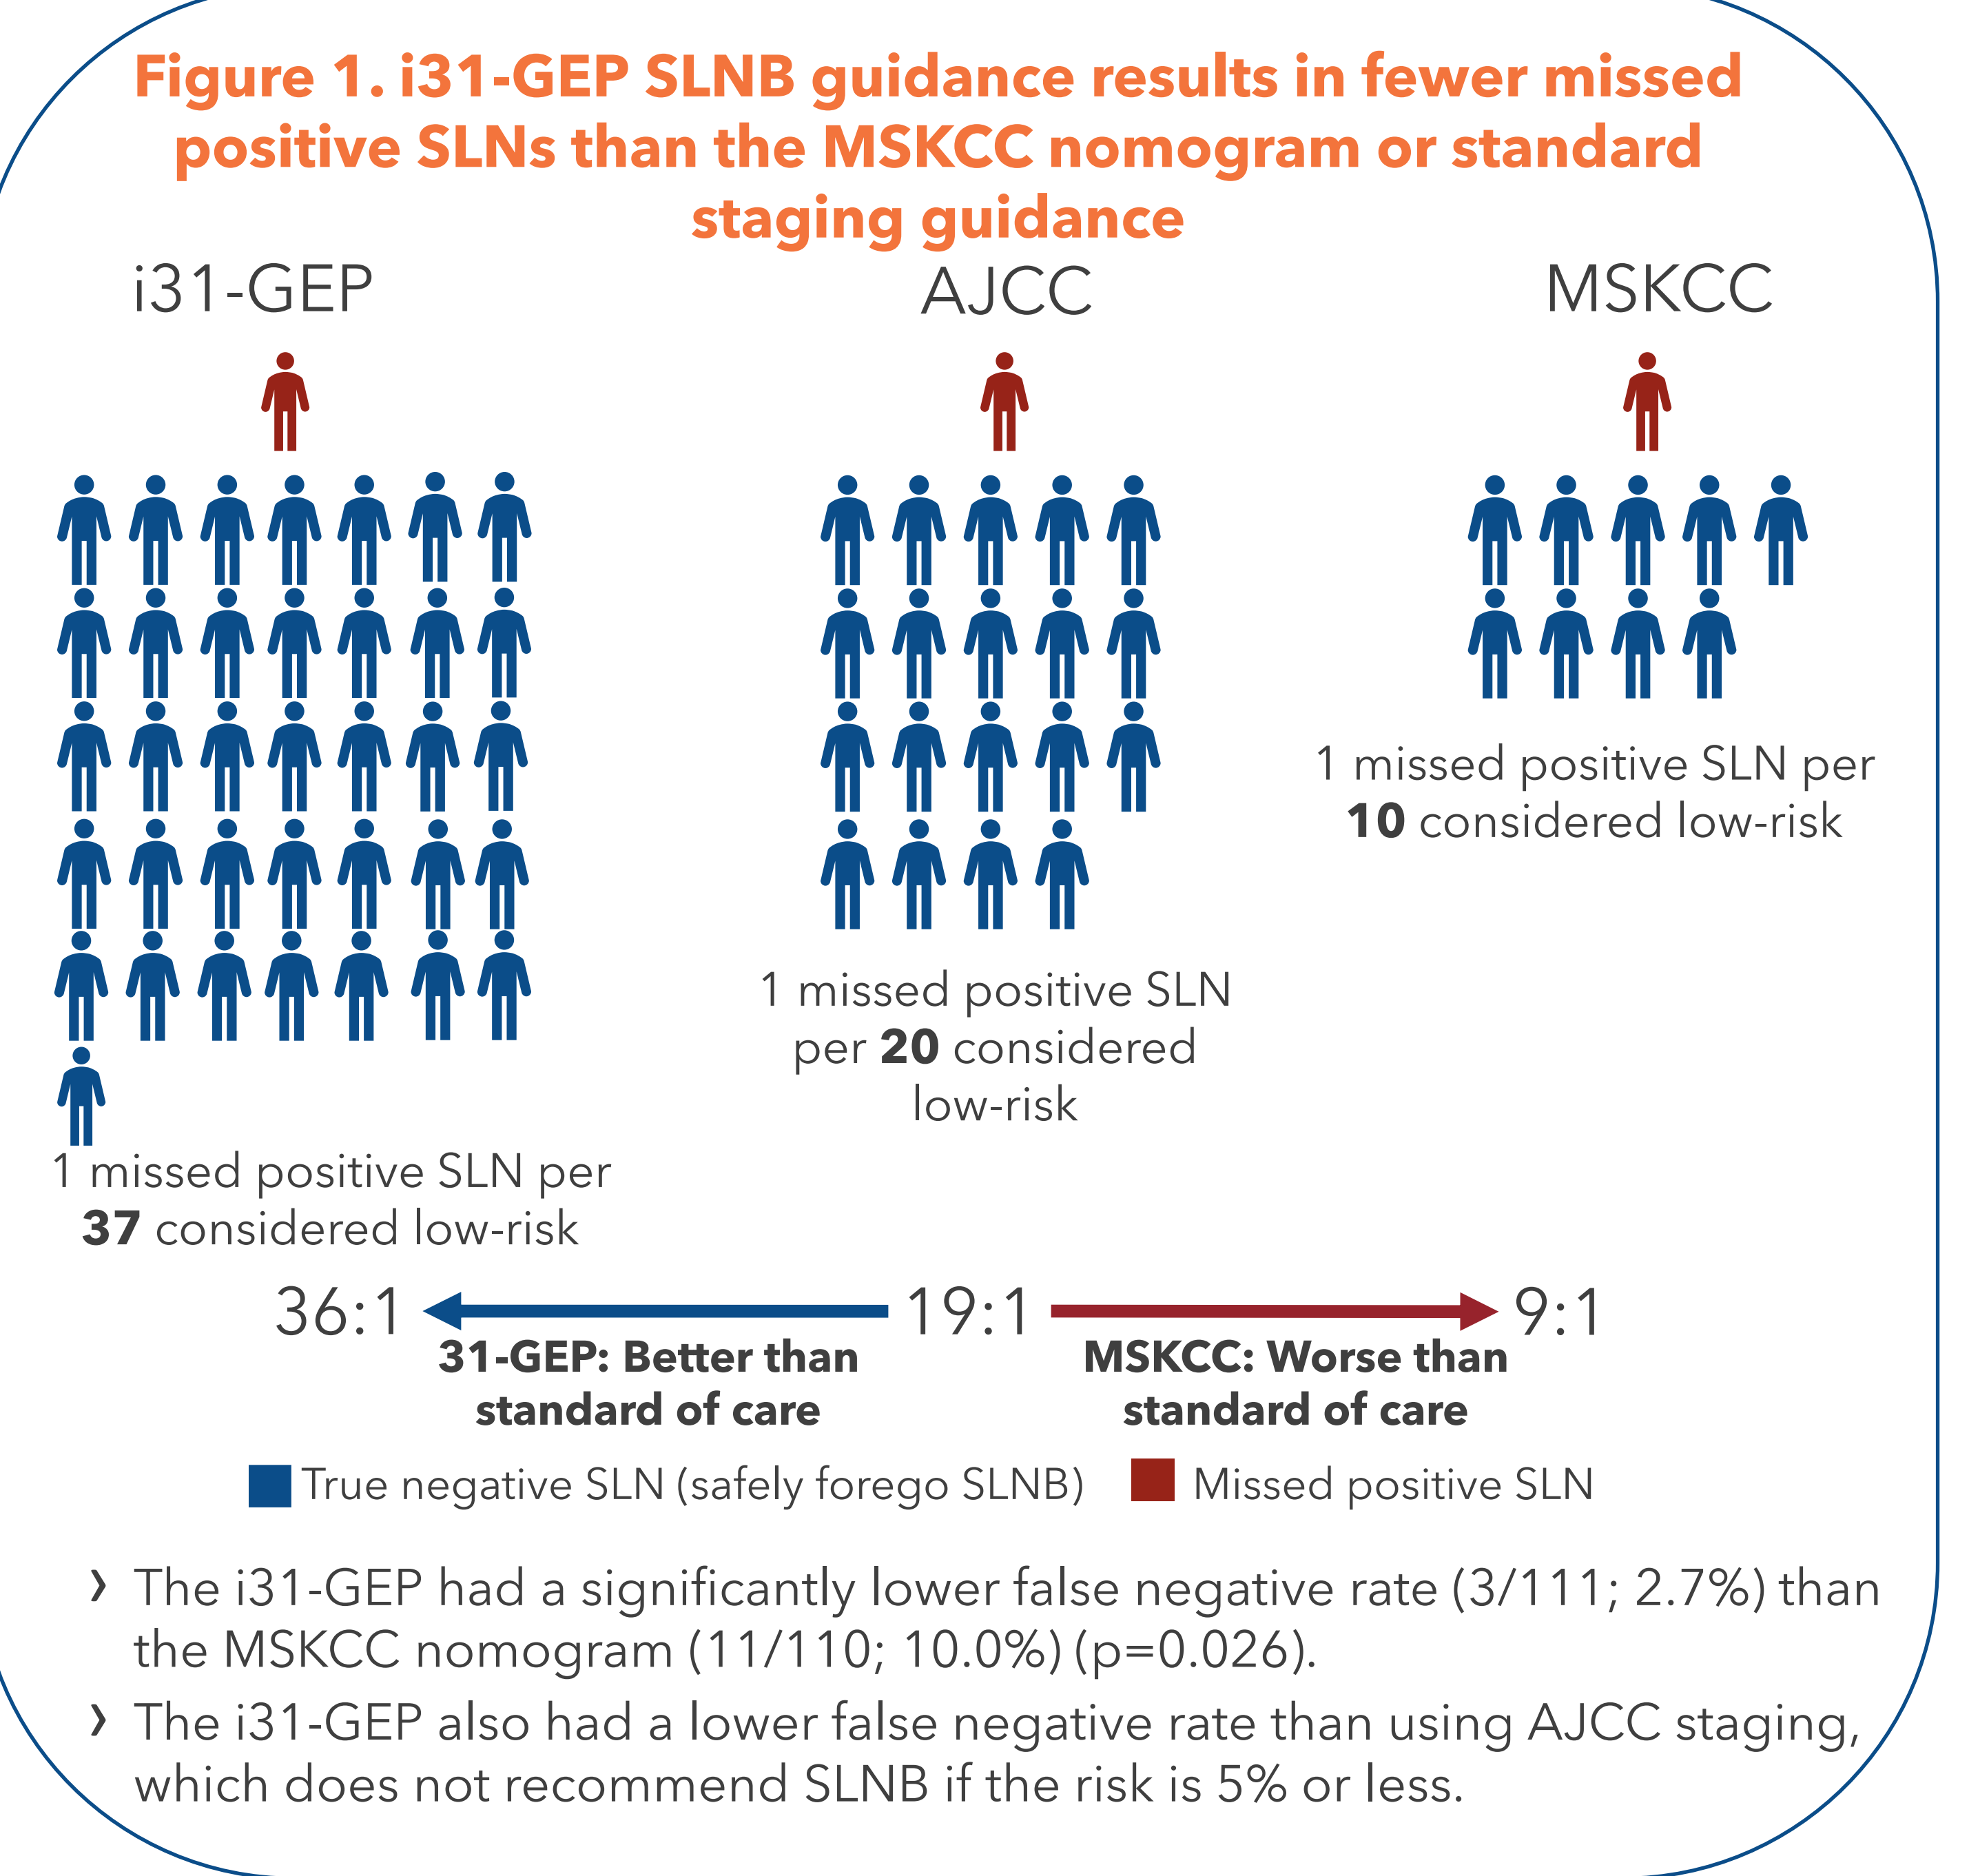 Figure 1. i31-GEP SLNB guidance results in fewer missed
positive SLNs than the MSKCC nomogram or standard
staging guidance
i31-GEP
AJCC
MSKCC
1 missed positive SLN per
10 considered low-risk
1 missed positive SLN
per 20 considered
low-risk
1 missed positive SLN per
37 considered low-risk
36:1
19:1
9:1
31-GEP: Better than
standard of care
MSKCC: Worse than
standard of care
True negative SLN (safely forego SLNB)
Missed positive SLN
› The i31-GEP had a significantly lower false negative rate (3/111; 2.7%) than
the MSKCC nomogram (11/110; 10.0%) (p=0.026).
› The i31-GEP also had a lower false negative rate than using AJCC staging,
which does not recommend SLNB if the risk is 5% or less.